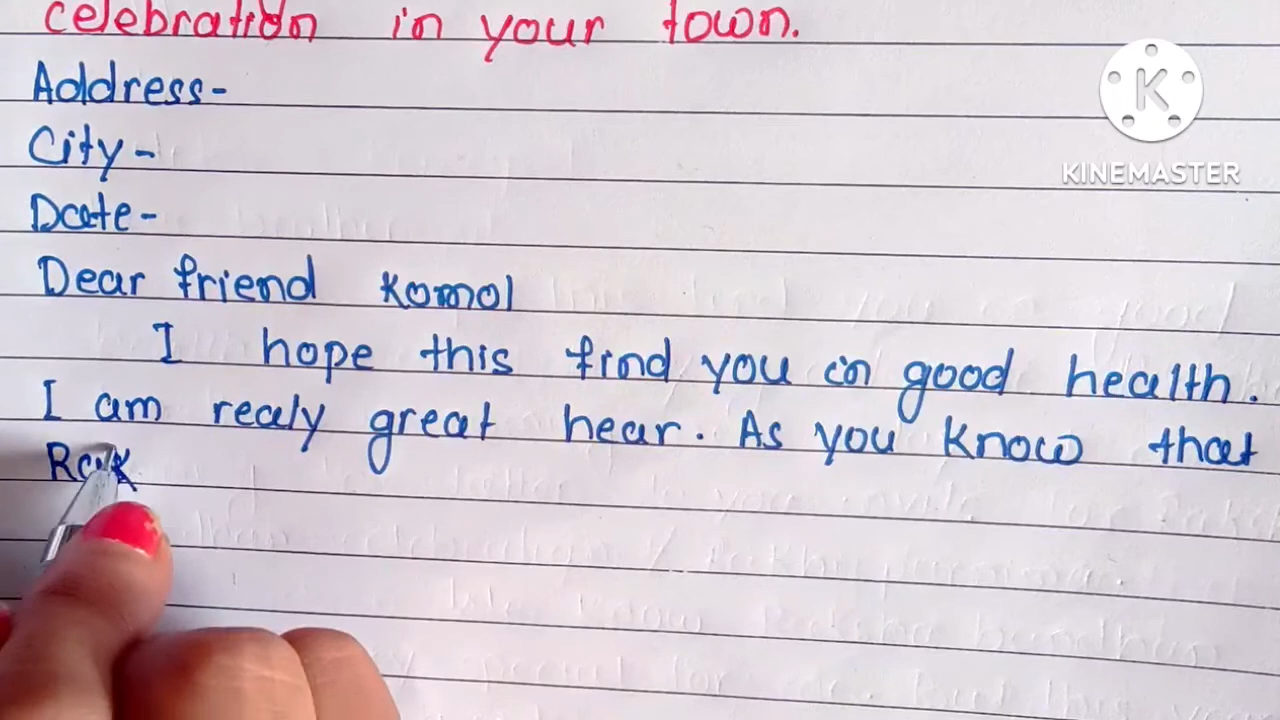 celebration in your town.
Address-
City-
Date-
Dear friend Komol
I hope this find you in good health.
I am realy great hear. As you know that
Rak
K
KINEMASTER